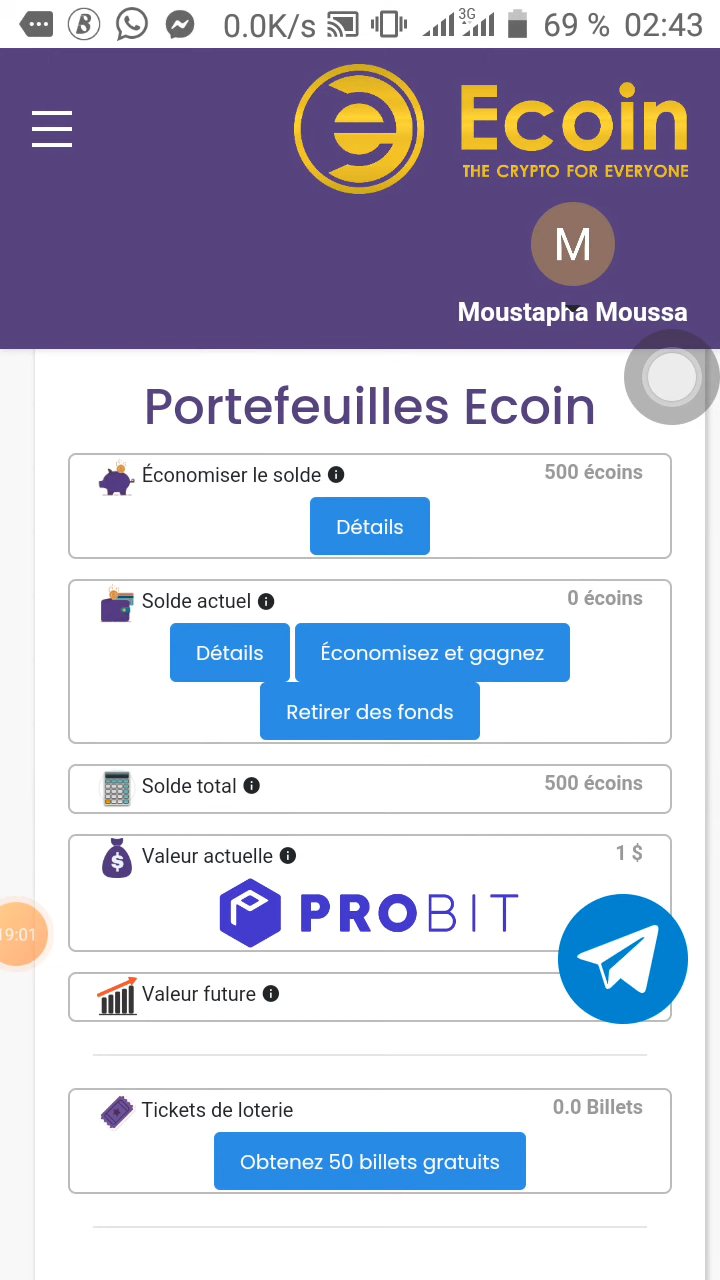 0.0K/s 3G 69 % 02:43
Ecoin
THE CRYPTO FOR EVERYONE
M
Moustapha Moussa
Portefeuilles Ecoin
Économiser le solde 500 écoins
Détails
Solde actuel 0 écoins
Détails Économisez et gagnez
Retirer des fonds
Solde total 500 écoins
Valeur actuelle 1 $
PROBIT
19:01
Valeur future
Tickets de loterie 0.0 Billets
Obtenez 50 billets gratuits